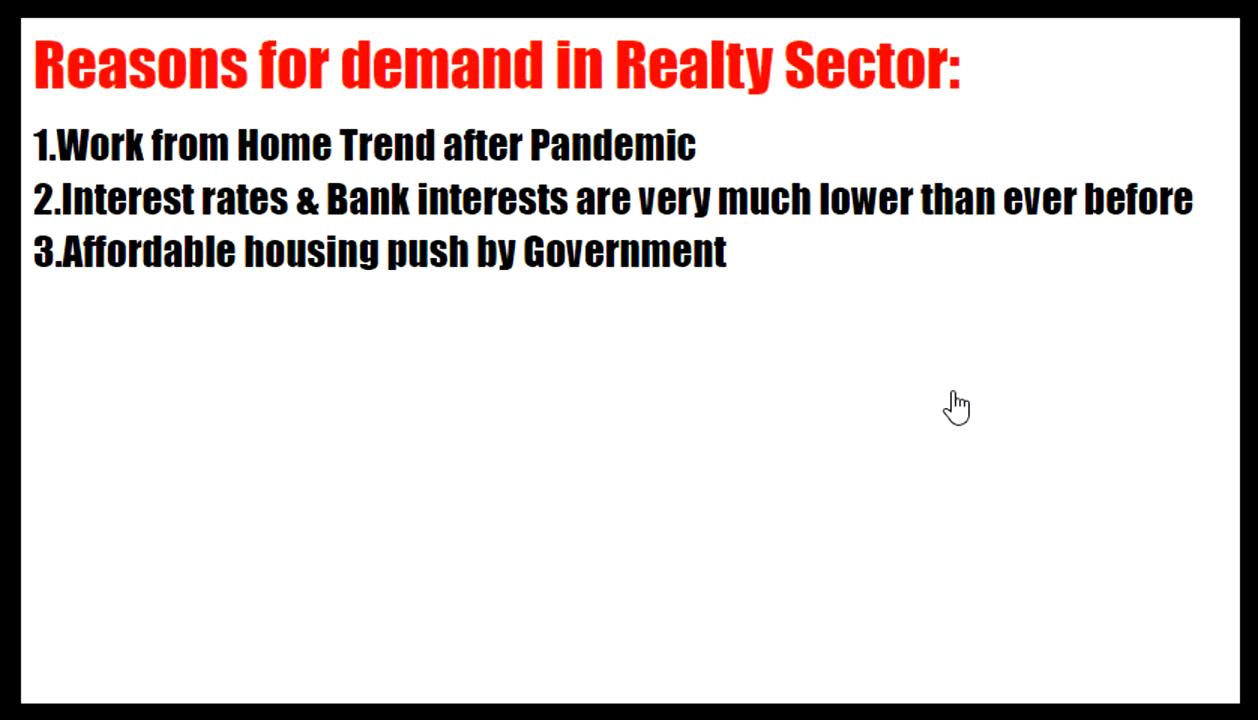 Reasons for demand in Realty Sector:
1.Work from Home Trend after Pandemic
2.Interest rates & Bank interests are very much lower than ever before
3.Affordable housing push by Government